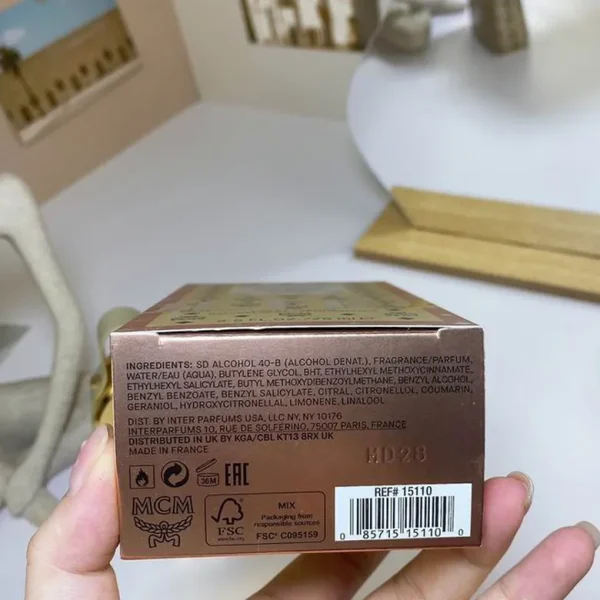 INGREDIENTS: SD ALCOHOL 40-B (ALCOHOL DENAT.), FRAGRANCE/PARFUM,
WATER/EAU (AQUA), BUTYLENE GLYCOL, BHT, ETHYLHEXYL METHOXYCINNAMATE,
ETHYLHEXYL SALICYLATE, BUTYL METHOXYDIBENZOYLMETHANE, BENZYL ALCOHOL,
BENZYL BENZOATE, BENZYL SALICYLATE, CITRAL, CITRONELLOL, COUMARIN,
GERANIOL, HYDROXYCITRONELLAL, LIMONENE, LINALOOL
DIST. BY INTER PARFUMS USA, LLC NY, NY 10176
INTERPARFUMS 10, RUE DE SOLFERINO, 75007 PARIS, FRANCE
DISTRIBUTED IN UK BY KGA/CBL KT13 8RX UK
MADE IN FRANCE
MD28
36M
EAC
MCM
FSC
MIX
Packaging from
responsible sources
FSC® C095159
REF# 15110
0 85715 15110 0